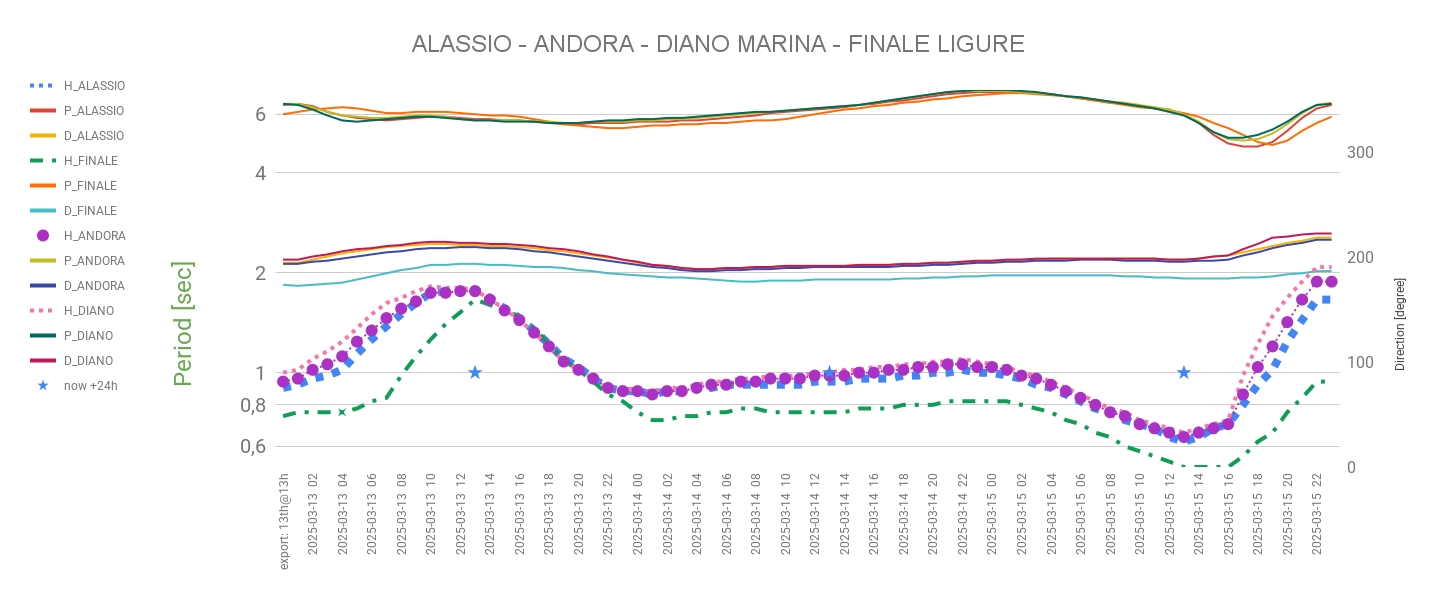 ALASSIO - ANDORA - DIANO MARINA - FINALE LIGURE
H_ALASSIO
P_ALASSIO
D_ALASSIO
H_FINALE
P_FINALE
D_FINALE
H_ANDORA
P_ANDORA
D_ANDORA
H_DIANO
P_DIANO
D_DIANO
now +24h
Period [sec]
6
4
2
1
0,8
0,6
300
200
100
0
Direction [degree]
export: 13th@13h
2025-03-13 02
2025-03-13 04
2025-03-13 06
2025-03-13 08
2025-03-13 10
2025-03-13 12
2025-03-13 14
2025-03-13 16
2025-03-13 18
2025-03-13 20
2025-03-13 22
2025-03-14 00
2025-03-14 02
2025-03-14 04
2025-03-14 06
2025-03-14 08
2025-03-14 10
2025-03-14 12
2025-03-14 14
2025-03-14 16
2025-03-14 18
2025-03-14 20
2025-03-14 22
2025-03-15 00
2025-03-15 02
2025-03-15 04
2025-03-15 06
2025-03-15 08
2025-03-15 10
2025-03-15 12
2025-03-15 14
2025-03-15 16
2025-03-15 18
2025-03-15 20
2025-03-15 22